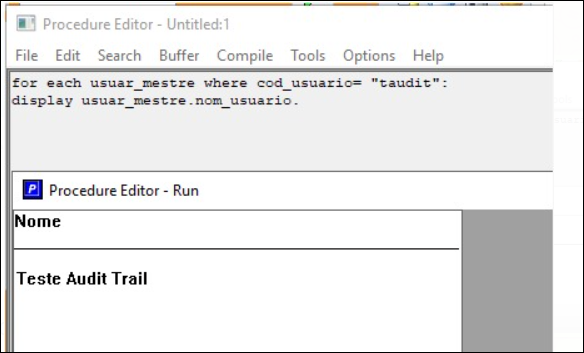 Procedure Editor - Untitled:1
File Edit Search Buffer Compile Tools Options Help
for each usuar_mestre where cod_usuario= "taudit":
display usuar_mestre.nom_usuario.
P Procedure Editor - Run
Nome
Teste Audit Trail